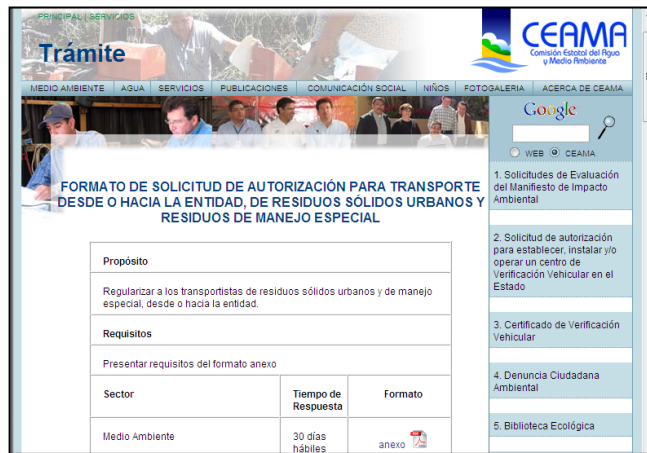 PRINCIPAL | SERVICIOS
Trámite
CEAMA
Comisión Estatal del Agua
y Medio Ambiente
MEDIO AMBIENTE AGUA SERVICIOS PUBLICACIONES COMUNICACIÓN SOCIAL NIÑOS FOTOGALERIA ACERCA DE CEAMA
Google
WEB CEAMA
FORMATO DE SOLICITUD DE AUTORIZACIÓN PARA TRANSPORTE
DESDE O HACIA LA ENTIDAD, DE RESIDUOS SÓLIDOS URBANOS Y
RESIDUOS DE MANEJO ESPECIAL
Propósito
Regularizar a los transportistas de residuos sólidos urbanos y de manejo
especial, desde o hacia la entidad.
Requisitos
Presentar requisitos del formato anexo
Sector
Tiempo de
Respuesta
Formato
Medio Ambiente
30 días
hábiles
anexo
1. Solicitudes de Evaluación
del Manifiesto de Impacto
Ambiental
2. Solicitud de autorización
para establecer, instalar y/o
operar un centro de
Verificación Vehicular en el
Estado
3. Certificado de Verificación
Vehicular
4. Denuncia Ciudadana
Ambiental
5. Biblioteca Ecológica